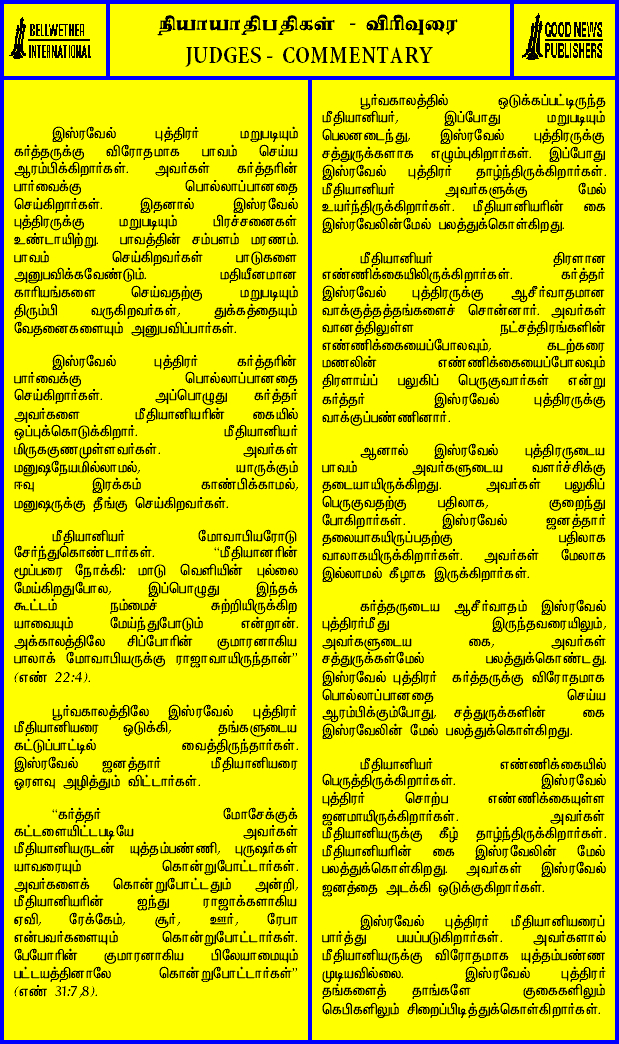 BELLWETHER
INTERNATIONAL
நியாயாதிபதிகள் - விரிவுரை
JUDGES - COMMENTARY
GOOD NEWS
PUBLISHERS
இஸ்ரவேல் புத்திரர் மறுபடியும்
கர்த்தருக்கு விரோதமாக பாவம் செய்ய
ஆரம்பிக்கிறார்கள். அவர்கள் கர்த்தரின்
பார்வைக்கு பொல்லாப்பானதை
செய்கிறார்கள். இதனால் இஸ்ரவேல்
புத்திரருக்கு மறுபடியும் பிரச்சனைகள்
உண்டாயிற்று. பாவத்தின் சம்பளம் மரணம்.
பாவம் செய்கிறவர்கள் பாடுகளை
அனுபவிக்கவேண்டும். மதியீனமான
காரியங்களை செய்வதற்கு மறுபடியும்
திரும்பி வருகிறவர்கள், துக்கத்தையும்
வேதனைகளையும் அனுபவிப்பார்கள்.
இஸ்ரவேல் புத்திரர் கர்த்தரின்
பார்வைக்கு பொல்லாப்பானதை
செய்கிறார்கள். அப்பொழுது கர்த்தர்
அவர்களை மீதியானியரின் கையில்
ஒப்புக்கொடுக்கிறார். மீதியானியர்
மிருககுணமுள்ளவர்கள். அவர்கள்
மனுஷநேயமில்லாமல், யாருக்கும்
ஈவு இரக்கம் காண்பிக்காமல்,
மனுஷருக்கு தீங்கு செய்கிறவர்கள்.
மீதியானியர் மோவாபியரோடு
சேர்ந்துகொண்டார்கள். “மீதியானரின்
மூப்பரை நோக்கி: மாடு வெளியின் புல்லை
மேய்கிறதுபோல, இப்பொழுது இந்தக்
கூட்டம் நம்மைச் சுற்றியிருக்கிற
யாவையும் மேய்ந்துபோடும் என்றான்.
அக்காலத்திலே சிப்போரின் குமாரனாகிய
பாலாக் மோவாபியருக்கு ராஜாவாயிருந்தான்”
(எண் 22:4).
பூர்வகாலத்திலே இஸ்ரவேல் புத்திரர்
மீதியானியரை ஒடுக்கி, தங்களுடைய
கட்டுப்பாட்டில் வைத்திருந்தார்கள்.
இஸ்ரவேல் ஜனத்தார் மீதியானியரை
ஓரளவு அழித்தும் விட்டார்கள்.
“கர்த்தர் மோசேக்குக்
கட்டளையிட்டபடியே அவர்கள்
மீதியானியருடன் யுத்தம்பண்ணி, புருஷர்கள்
யாவரையும் கொன்றுபோட்டார்கள்.
அவர்களைக் கொன்றுபோட்டதும் அன்றி,
மீதியானியரின் ஐந்து ராஜாக்களாகிய
ஏவி, ரேக்கேம், சூர், ஊர், ரேபா
என்பவர்களையும் கொன்றுபோட்டார்கள்.
பேயோரின் குமாரனாகிய பிலேயாமையும்
பட்டயத்தினாலே கொன்றுபோட்டார்கள்”
(எண் 31:7,8).
பூர்வகாலத்தில் ஒடுக்கப்பட்டிருந்த
மீதியானியர், இப்போது மறுபடியும்
பெலனடைந்து, இஸ்ரவேல் புத்திரருக்கு
சத்துருக்களாக எழும்புகிறார்கள். இப்போது
இஸ்ரவேல் புத்திரர் தாழ்ந்திருக்கிறார்கள்.
மீதியானியர் அவர்களுக்கு மேல்
உயர்ந்திருக்கிறார்கள். மீதியானியரின் கை
இஸ்ரவேலின்மேல் பலத்துக்கொள்கிறது.
மீதியானியர் திரளான
எண்ணிக்கையிலிருக்கிறார்கள். கர்த்தர்
இஸ்ரவேல் புத்திரருக்கு ஆசீர்வாதமான
வாக்குத்தத்தங்களைச் சொன்னார். அவர்கள்
வானத்திலுள்ள நட்சத்திரங்களின்
எண்ணிக்கையைப்போலவும், கடற்கரை
மணலின் எண்ணிக்கையைப்போலவும்
திரளாய்ப் பலுகிப் பெருகுவார்கள் என்று
கர்த்தர் இஸ்ரவேல் புத்திரருக்கு
வாக்குப்பண்ணினார்.
ஆனால் இஸ்ரவேல் புத்திரருடைய
பாவம் அவர்களுடைய வளர்ச்சிக்கு
தடையாயிருக்கிறது. அவர்கள் பலுகிப்
பெருகுவதற்கு பதிலாக, குறைந்து
போகிறார்கள். இஸ்ரவேல் ஜனத்தார்
தலையாகயிருப்பதற்கு பதிலாக
வாலாகயிருக்கிறார்கள். அவர்கள் மேலாக
இல்லாமல் கீழாக இருக்கிறார்கள்.
கர்த்தருடைய ஆசீர்வாதம் இஸ்ரவேல்
புத்திரர்மீது இருந்தவரையிலும்,
அவர்களுடைய கை, அவர்கள்
சத்துருக்கள்மேல் பலத்துக்கொண்டது.
இஸ்ரவேல் புத்திரர் கர்த்தருக்கு விரோதமாக
பொல்லாப்பானதை செய்ய
ஆரம்பிக்கும்போது, சத்துருக்களின் கை
இஸ்ரவேலின் மேல் பலத்துக்கொள்கிறது.
மீதியானியர் எண்ணிக்கையில்
பெருத்திருக்கிறார்கள். இஸ்ரவேல்
புத்திரர் சொற்ப எண்ணிக்கையுள்ள
ஜனமாயிருக்கிறார்கள். அவர்கள்
மீதியானியருக்கு கீழ் தாழ்ந்திருக்கிறார்கள்.
மீதியானியரின் கை இஸ்ரவேலின் மேல்
பலத்துக்கொள்கிறது. அவர்கள் இஸ்ரவேல்
ஜனத்தை அடக்கி ஒடுக்குகிறார்கள்.
இஸ்ரவேல் புத்திரர் மீதியானியரைப்
பார்த்து பயப்படுகிறார்கள். அவர்களால்
மீதியானியருக்கு விரோதமாக யுத்தம்பண்ண
முடியவில்லை. இஸ்ரவேல் புத்திரர்
தங்களைத் தாங்களே குகைகளிலும்
கெபிகளிலும் சிறைப்பிடித்துக்கொள்கிறார்கள்.